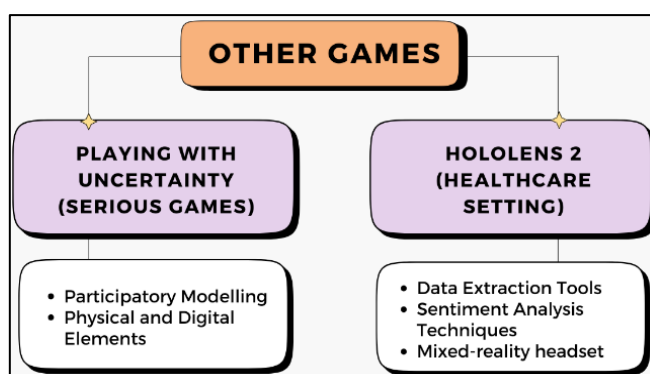 OTHER GAMES
PLAYING WITH
UNCERTAINTY
(SERIOUS GAMES)
• Participatory Modelling
• Physical and Digital
Elements
HOLOLENS 2
(HEALTHCARE
SETTING)
• Data Extraction Tools
• Sentiment Analysis
Techniques
• Mixed-reality headset